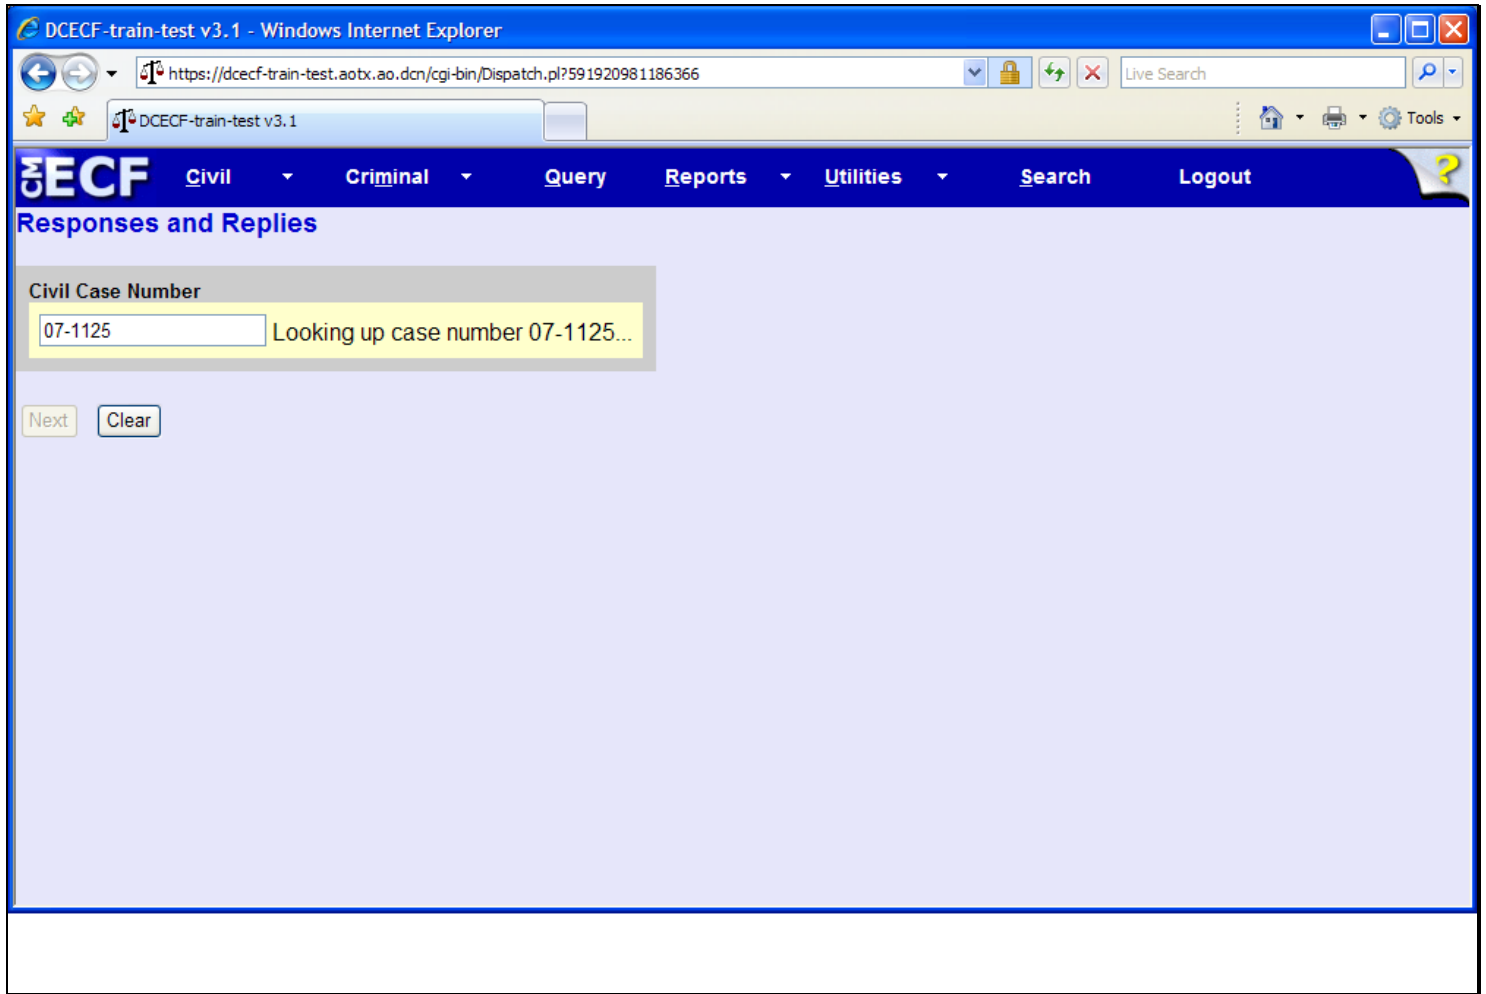 DCECF-train-test v3.1 - Windows Internet Explorer
https://dcecf-train-test.aotx.ao.dcn/cgi-bin/Dispatch.pl?591920981186366 Live Search
DCECF-train-test v3.1 Tools
CM ECF Civil Criminal Query Reports Utilities Search Logout ?
Responses and Replies
Civil Case Number
07-1125 Looking up case number 07-1125...
Next Clear